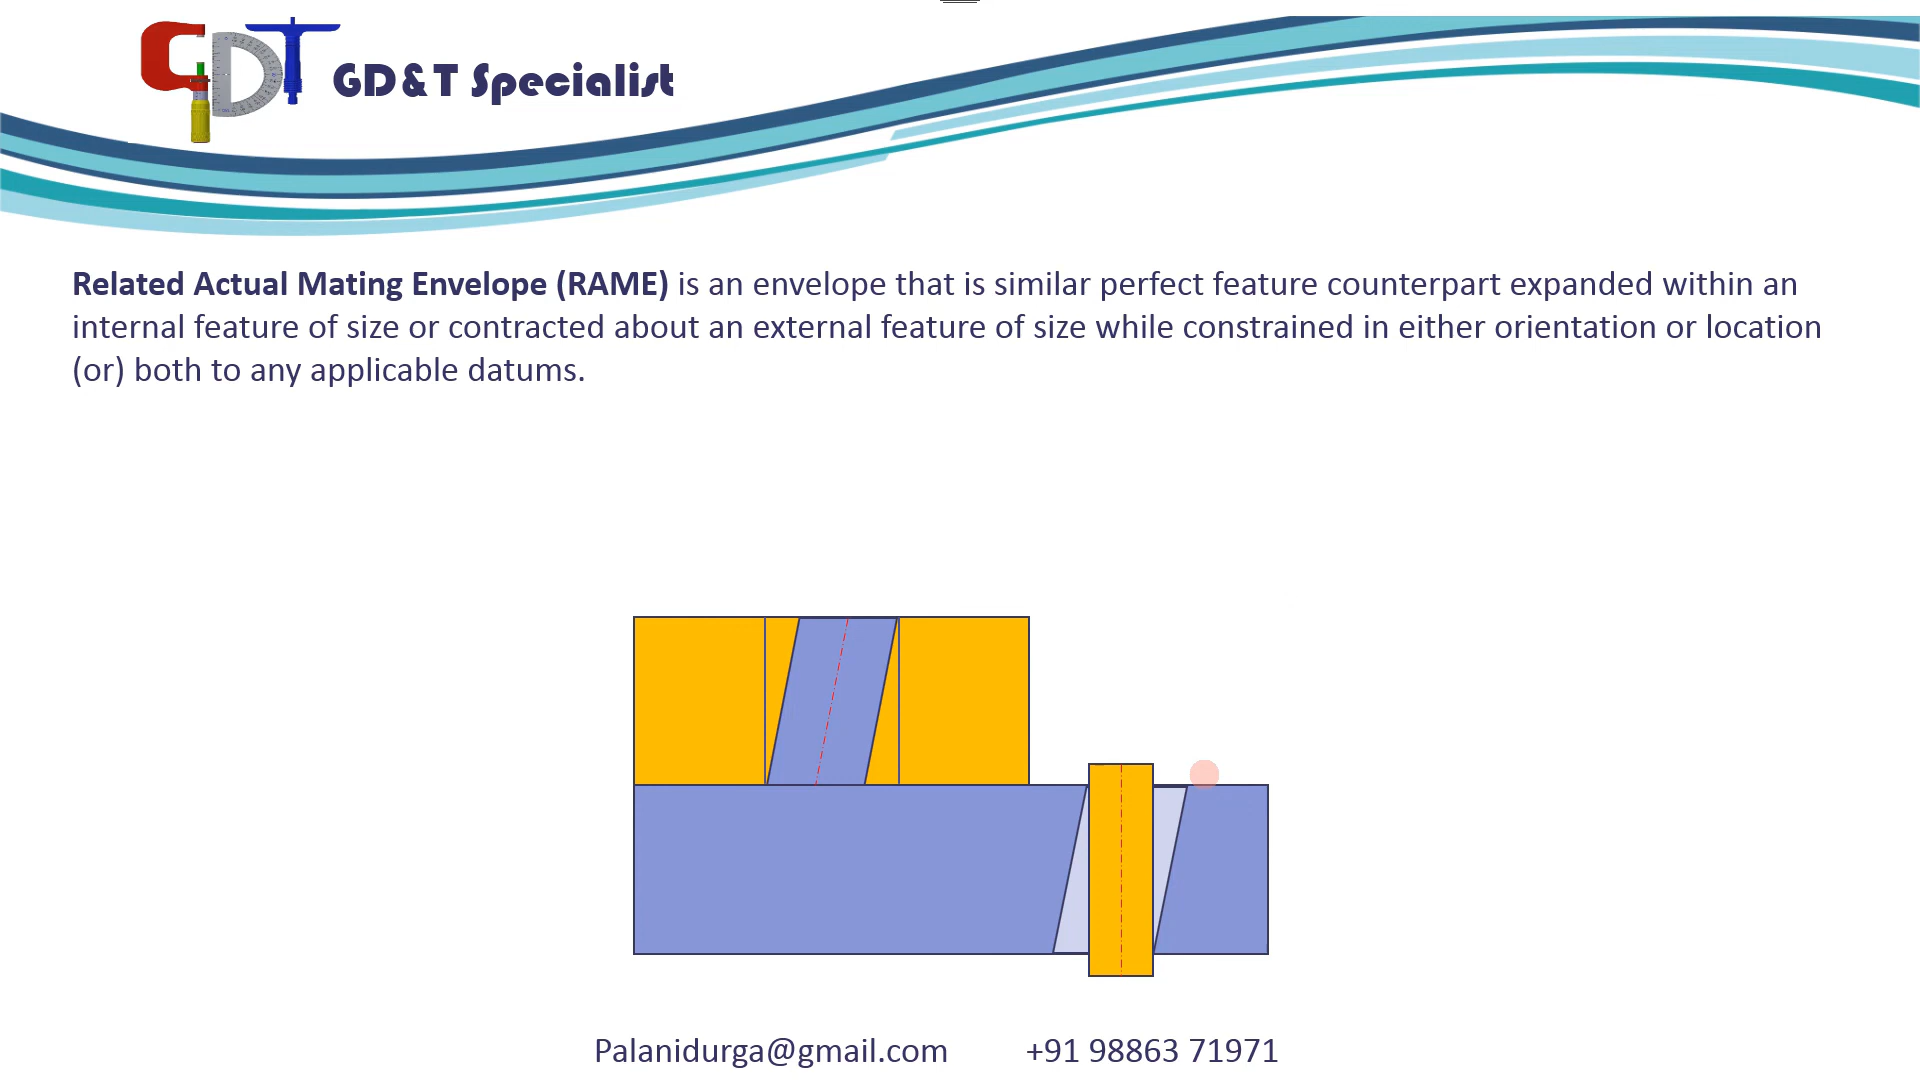 GD&T Specialist
Related Actual Mating Envelope (RAME) is an envelope that is similar perfect feature counterpart expanded within an
internal feature of size or contracted about an external feature of size while constrained in either orientation or location
(or) both to any applicable datums.
Palanidurga@gmail.com +91 98863 71971